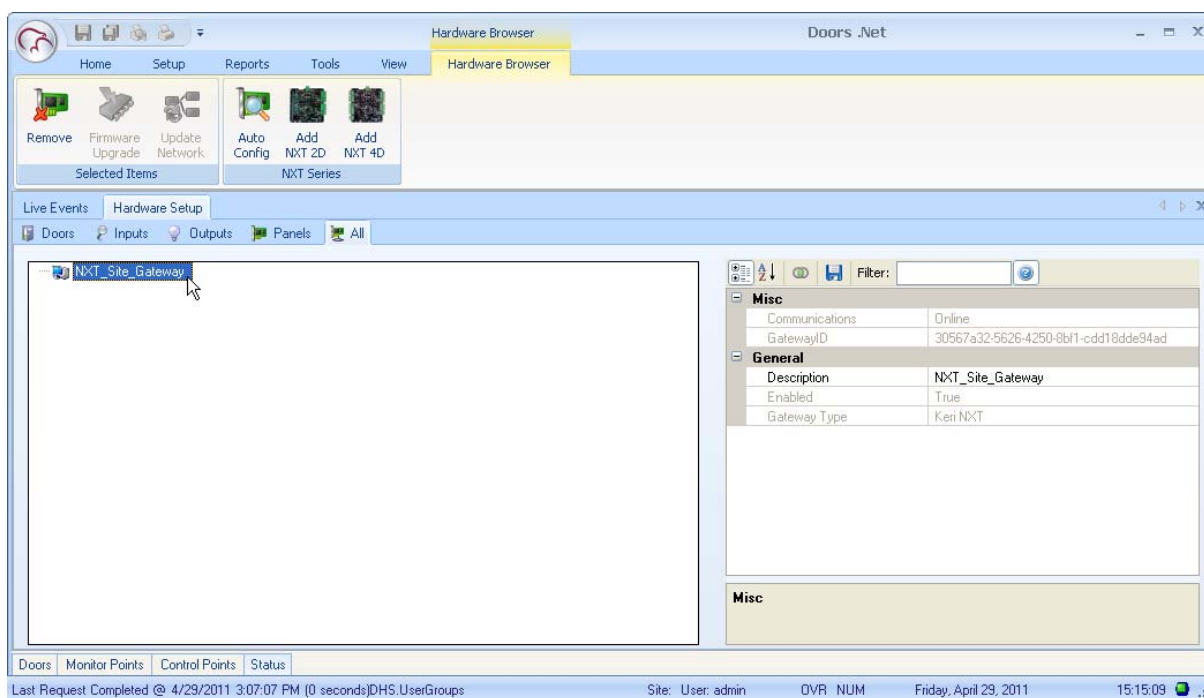 Hardware Browser Doors .Net
Home Setup Reports Tools View Hardware Browser
Remove Firmware Upgrade Update Network Auto Config Add NXT 2D Add NXT 4D
Selected Items NXT Series
Live Events Hardware Setup
Doors Inputs Outputs Panels All
NXT_Site_Gateway
Filter:
Misc
Communications Online
GatewayID 30567a32-5626-4250-8bf1-cdd18dde94ad
General
Description NXT_Site_Gateway
Enabled True
Gateway Type Keri NXT
Misc
Doors Monitor Points Control Points Status
Last Request Completed @ 4/29/2011 3:07:07 PM (0 seconds)DHS.UserGroups Site: User: admin OVR NUM Friday, April 29, 2011 15:15:09